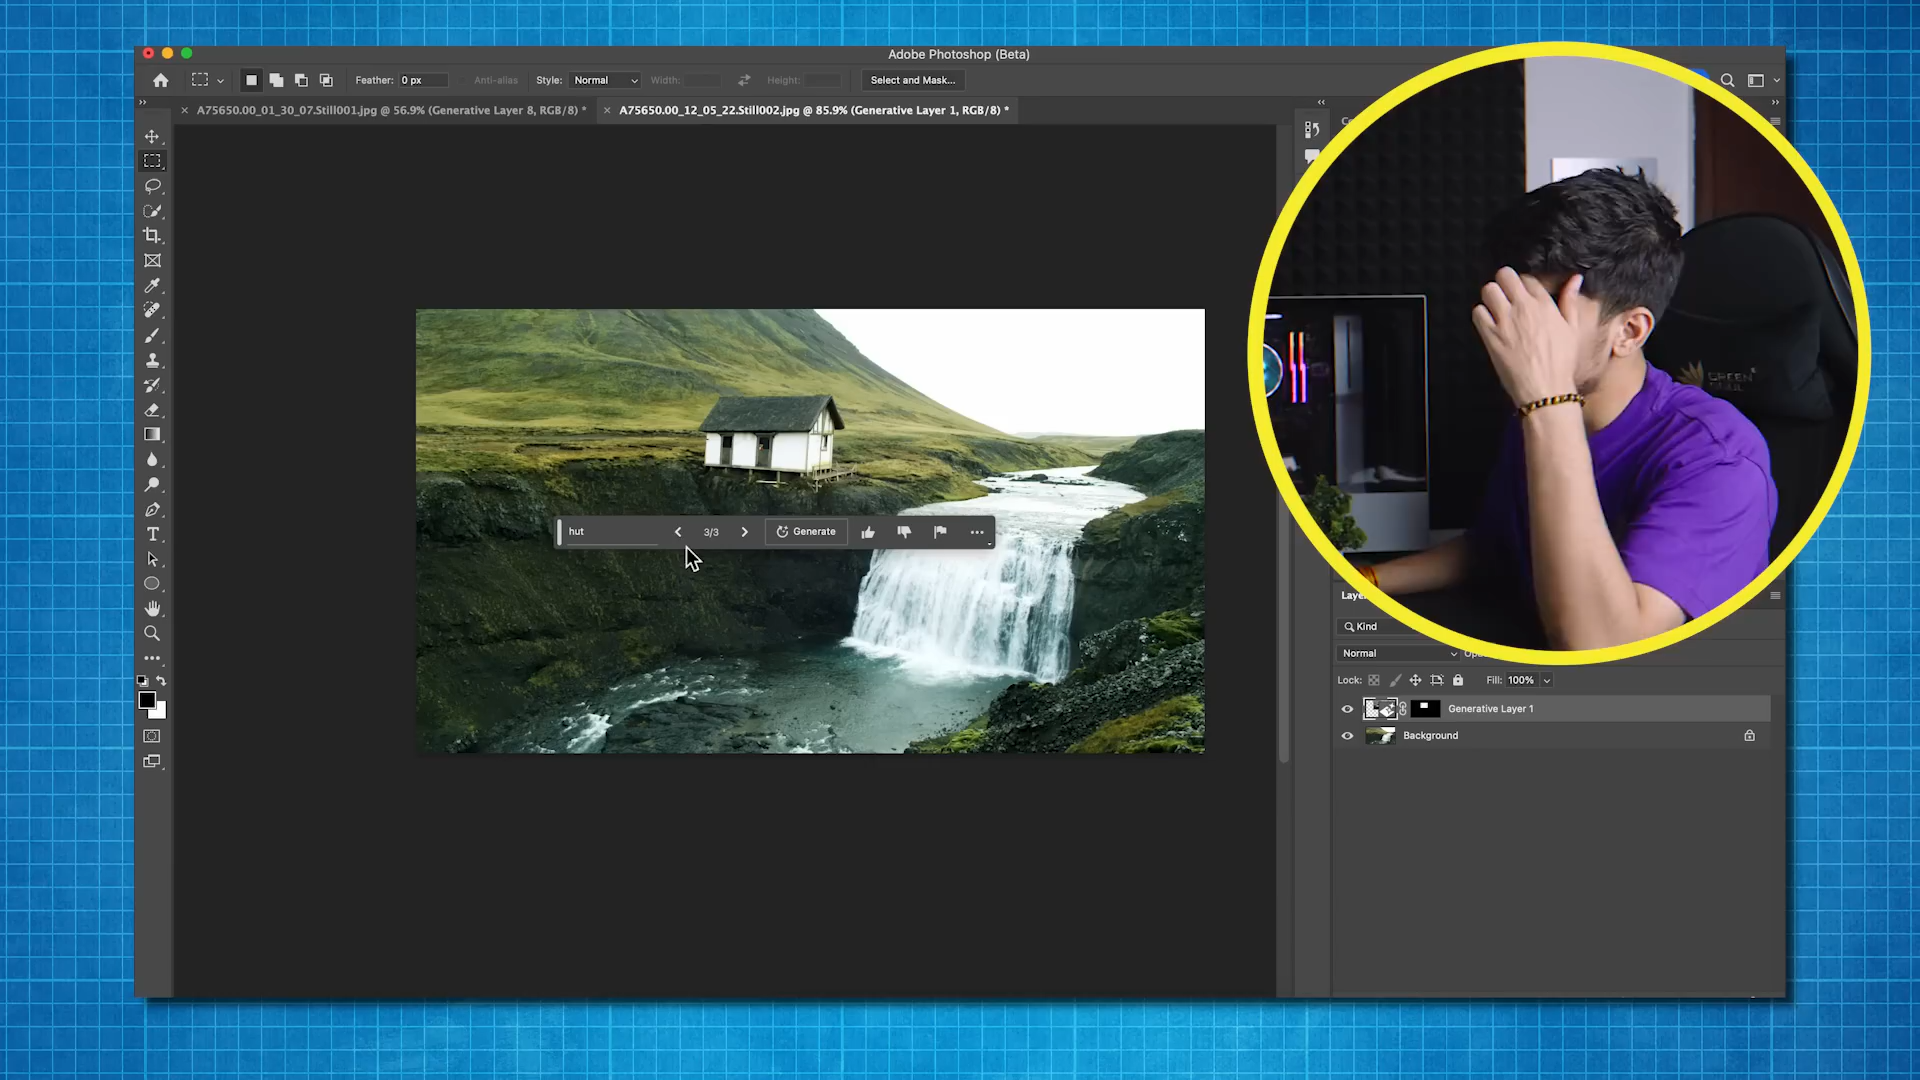 Adobe Photoshop (Beta)
Feather: 0 px Anti-alias Style: Normal Width: Height: Select and Mask...
A75650.00_01_30_07.Still001.jpg @ 56.9% (Generative Layer 8, RGB/8) * A75650.00_12_05_22.Still002.jpg @ 85.9% (Generative Layer 1, RGB/8) *
GREEN
hut 3/3 Generate
Kind
Normal
Lock: Fill: 100%
Generative Layer 1
Background